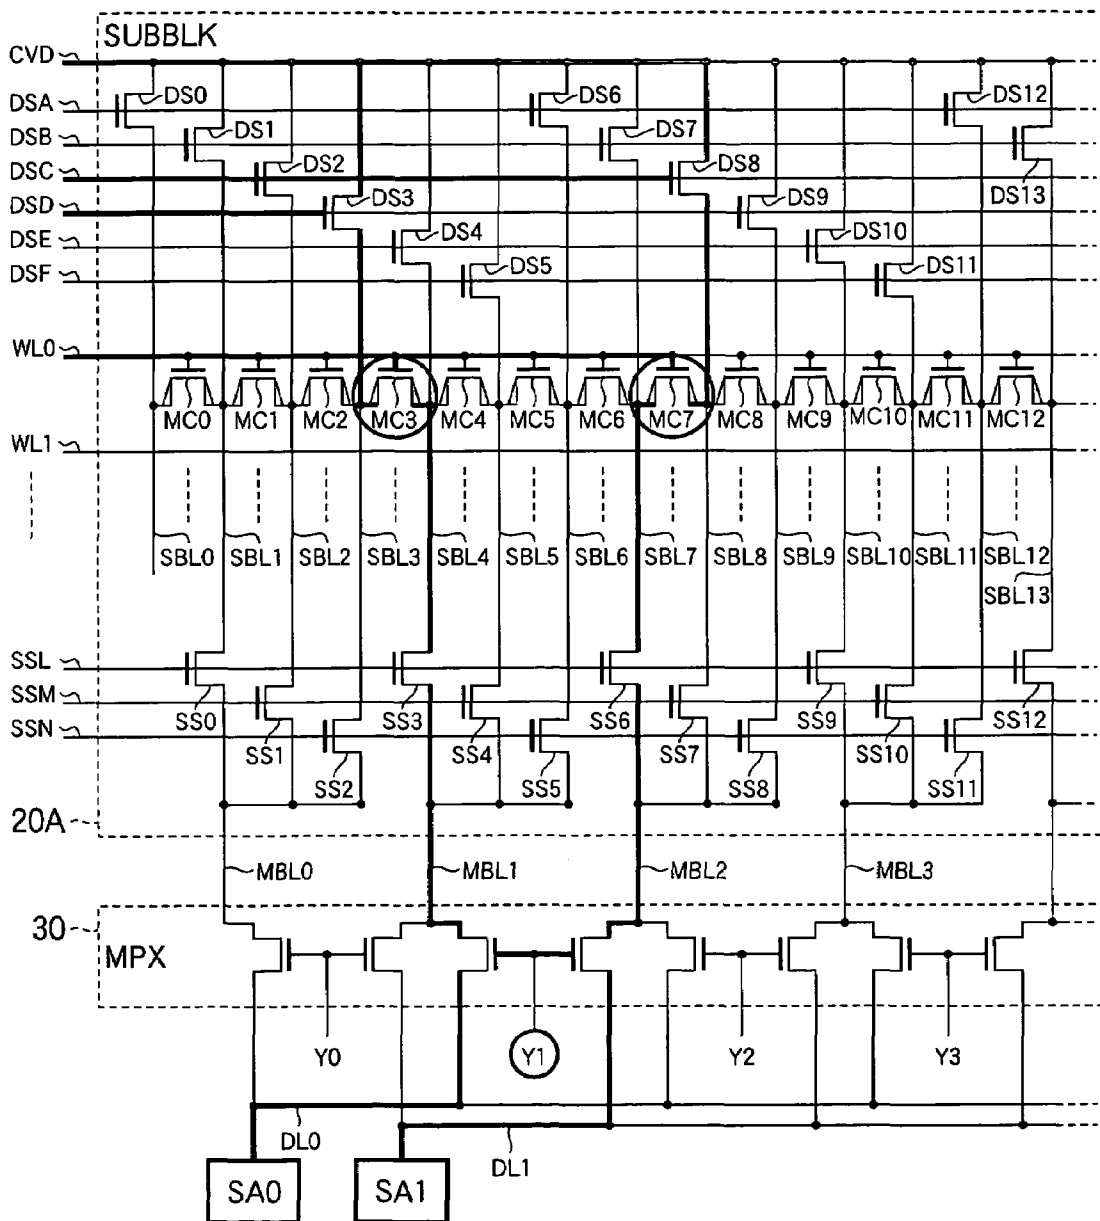 SUBBLK
CVD
DSA DS0 DS6 DS12
DSB DS1 DS7
DSC DS2 DS8 DS13
DSD DS3 DS9
DSE DS4 DS10
DSF DS5 DS11
WL0
MC0 MC1 MC2 MC3 MC4 MC5 MC6 MC7 MC8 MC9 MC10 MC11 MC12
WL1
SBL0 SBL1 SBL2 SBL3 SBL4 SBL5 SBL6 SBL7 SBL8 SBL9 SBL10 SBL11 SBL12
SBL13
SSL
SSM SS0 SS3 SS6 SS9 SS12
SSN SS1 SS4 SS7 SS10
SS2 SS5 SS8 SS11
20A
MBL0 MBL1 MBL2 MBL3
30
MPX
Y0 Y1 Y2 Y3
DL0 DL1
SA0 SA1